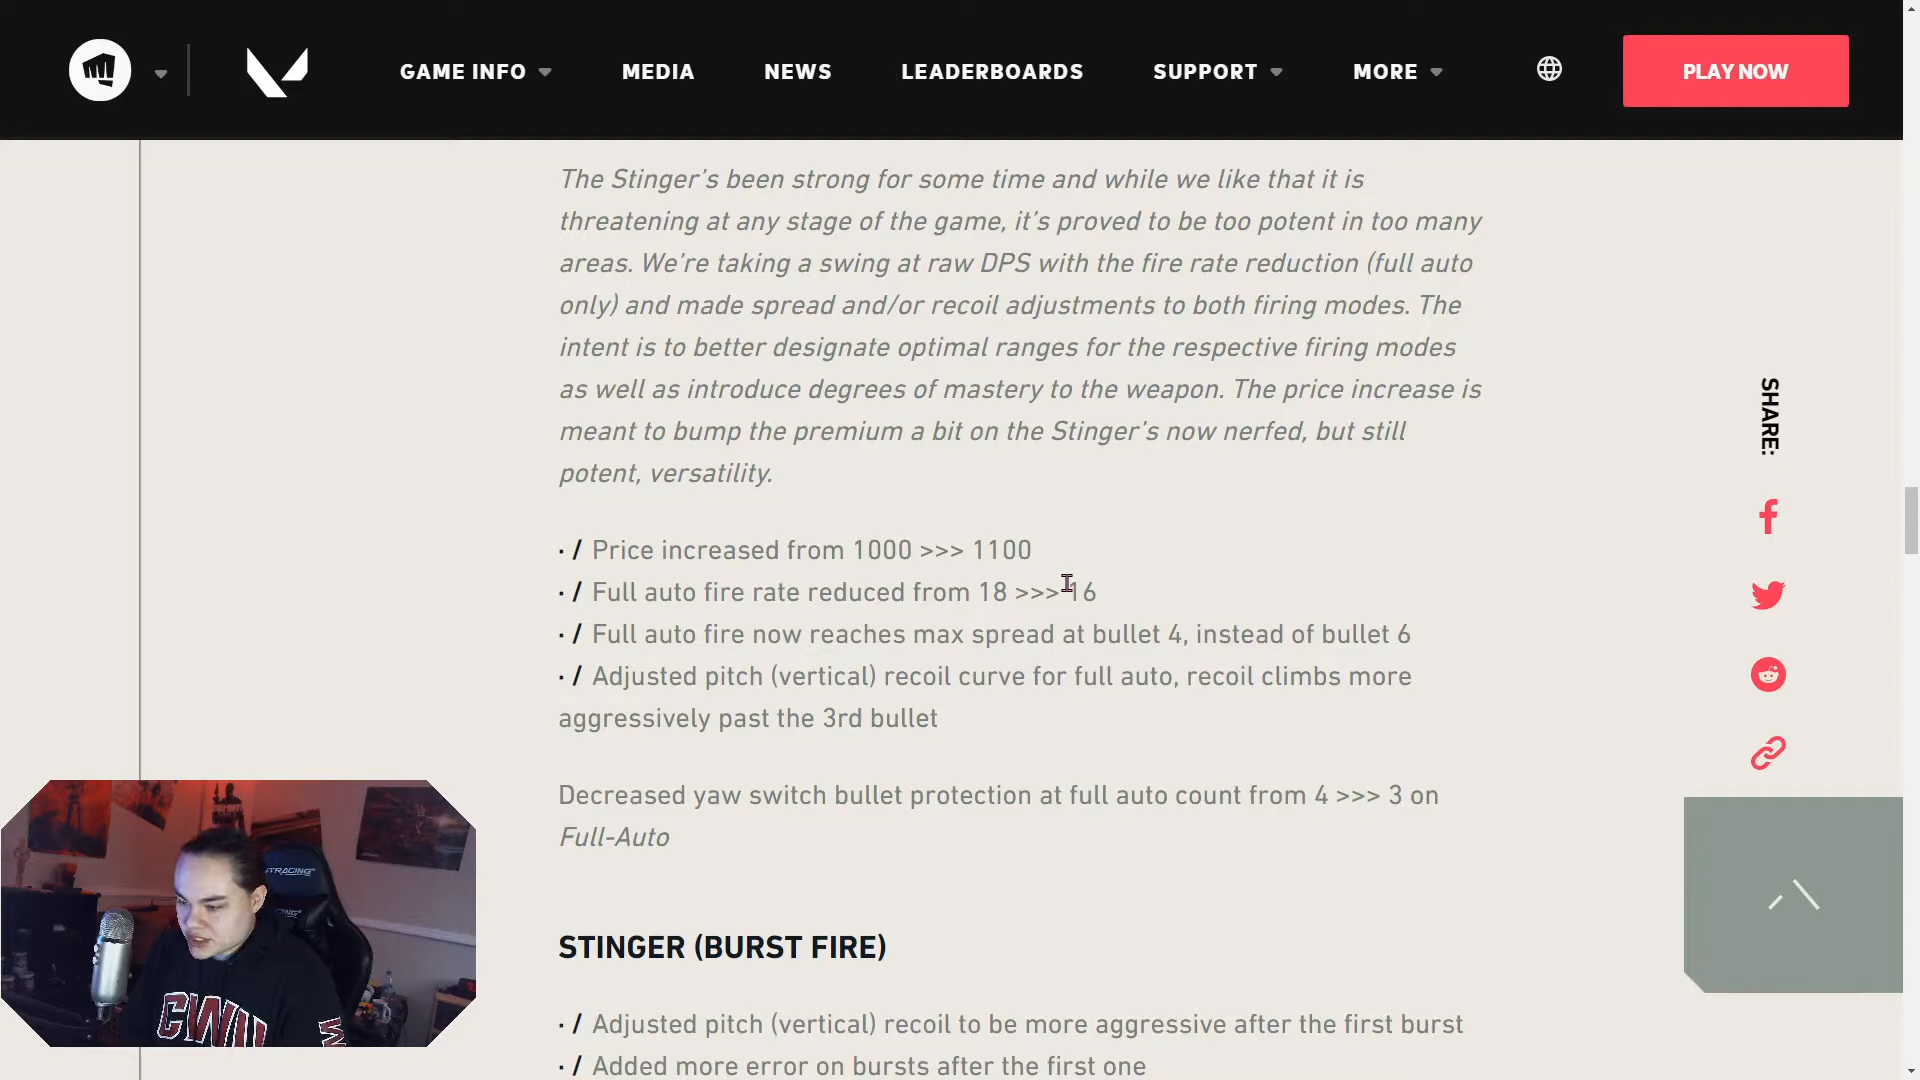 GAME INFO MEDIA NEWS LEADERBOARDS SUPPORT MORE PLAY NOW
The Stinger’s been strong for some time and while we like that it is
threatening at any stage of the game, it’s proved to be too potent in too many
areas. We’re taking a swing at raw DPS with the fire rate reduction (full auto
only) and made spread and/or recoil adjustments to both firing modes. The
intent is to better designate optimal ranges for the respective firing modes
as well as introduce degrees of mastery to the weapon. The price increase is
meant to bump the premium a bit on the Stinger’s now nerfed, but still
potent, versatility.
· / Price increased from 1000 >>> 1100
· / Full auto fire rate reduced from 18 >>> 16
· / Full auto fire now reaches max spread at bullet 4, instead of bullet 6
· / Adjusted pitch (vertical) recoil curve for full auto, recoil climbs more
aggressively past the 3rd bullet
Decreased yaw switch bullet protection at full auto count from 4 >>> 3 on
Full-Auto
STINGER (BURST FIRE)
· / Adjusted pitch (vertical) recoil to be more aggressive after the first burst
· / Added more error on bursts after the first one
SHARE:
CWU